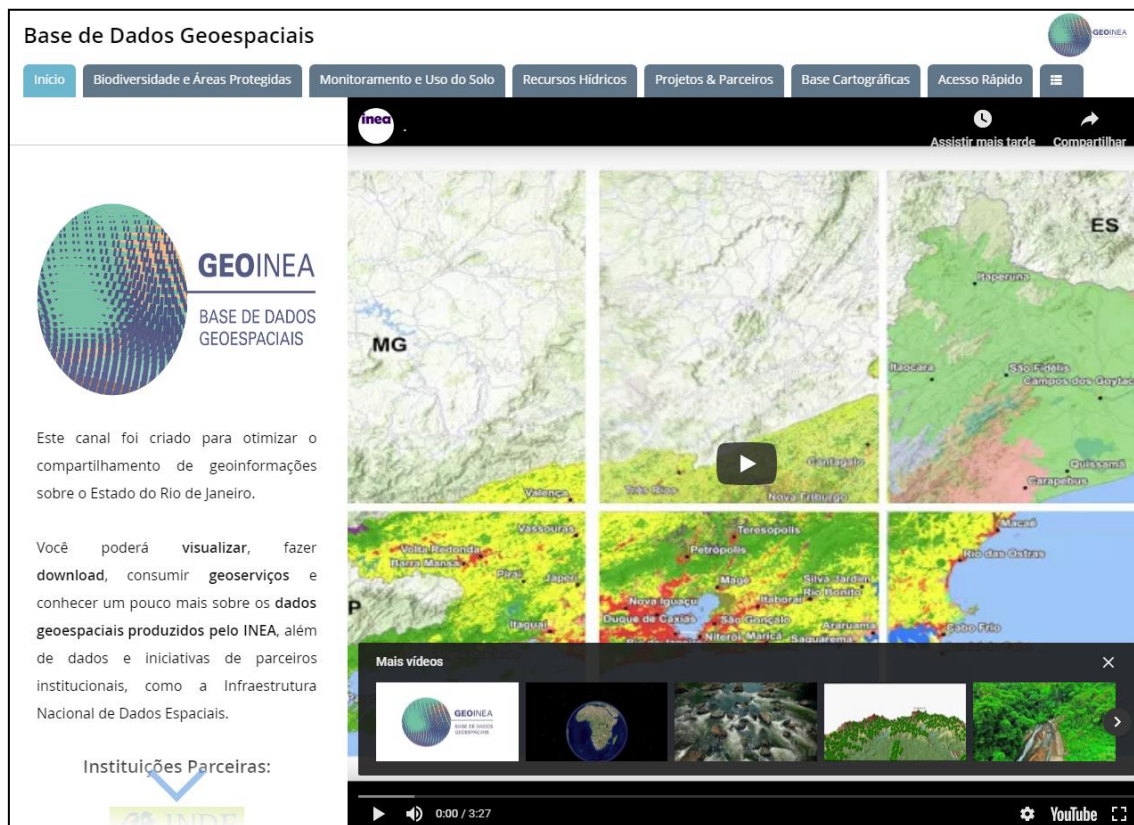 Base de Dados Geoespaciais
GEOINEA
Início
Biodiversidade e Áreas Protegidas
Monitoramento e Uso do Solo
Recursos Hídricos
Projetos & Parceiros
Base Cartográficas
Acesso Rápido
GEOINEA
BASE DE DADOS
GEOESPACIAIS
Este canal foi criado para otimizar o
compartilhamento de geoinformações
sobre o Estado do Rio de Janeiro.
Você poderá visualizar, fazer
download, consumir geoserviços e
conhecer um pouco mais sobre os dados
geoespaciais produzidos pelo INEA, além
de dados e iniciativas de parceiros
institucionais, como a Infraestrutura
Nacional de Dados Espaciais.
Instituições Parceiras:
INDE
inea
.
Assistir mais tarde
Compartilhar
ES
Itaperuna
MG
Itaocara
São Fidélis
Campos dos Goytac
Cantagalo
Quissamã
Valença
Três Rios
Nova Friburgo
Carapebus
Vassouras
Teresópolis
Macaé
Volta Redonda
Petrópolis
Rio das Ostras
Barra Mansa
Piraí
Japeri
Magé
Silva Jardim
Rio Bonito
Nova Iguaçu
Itaboraí
P
Itaguaí
Duque de Caxias
São Gonçalo
Araruama
Niterói
Maricá
Saquarema
Cabo Frio
Mais vídeos
GEOINEA
BASE DE DADOS
GEOESPACIAIS
0:00 / 3:27
YouTube